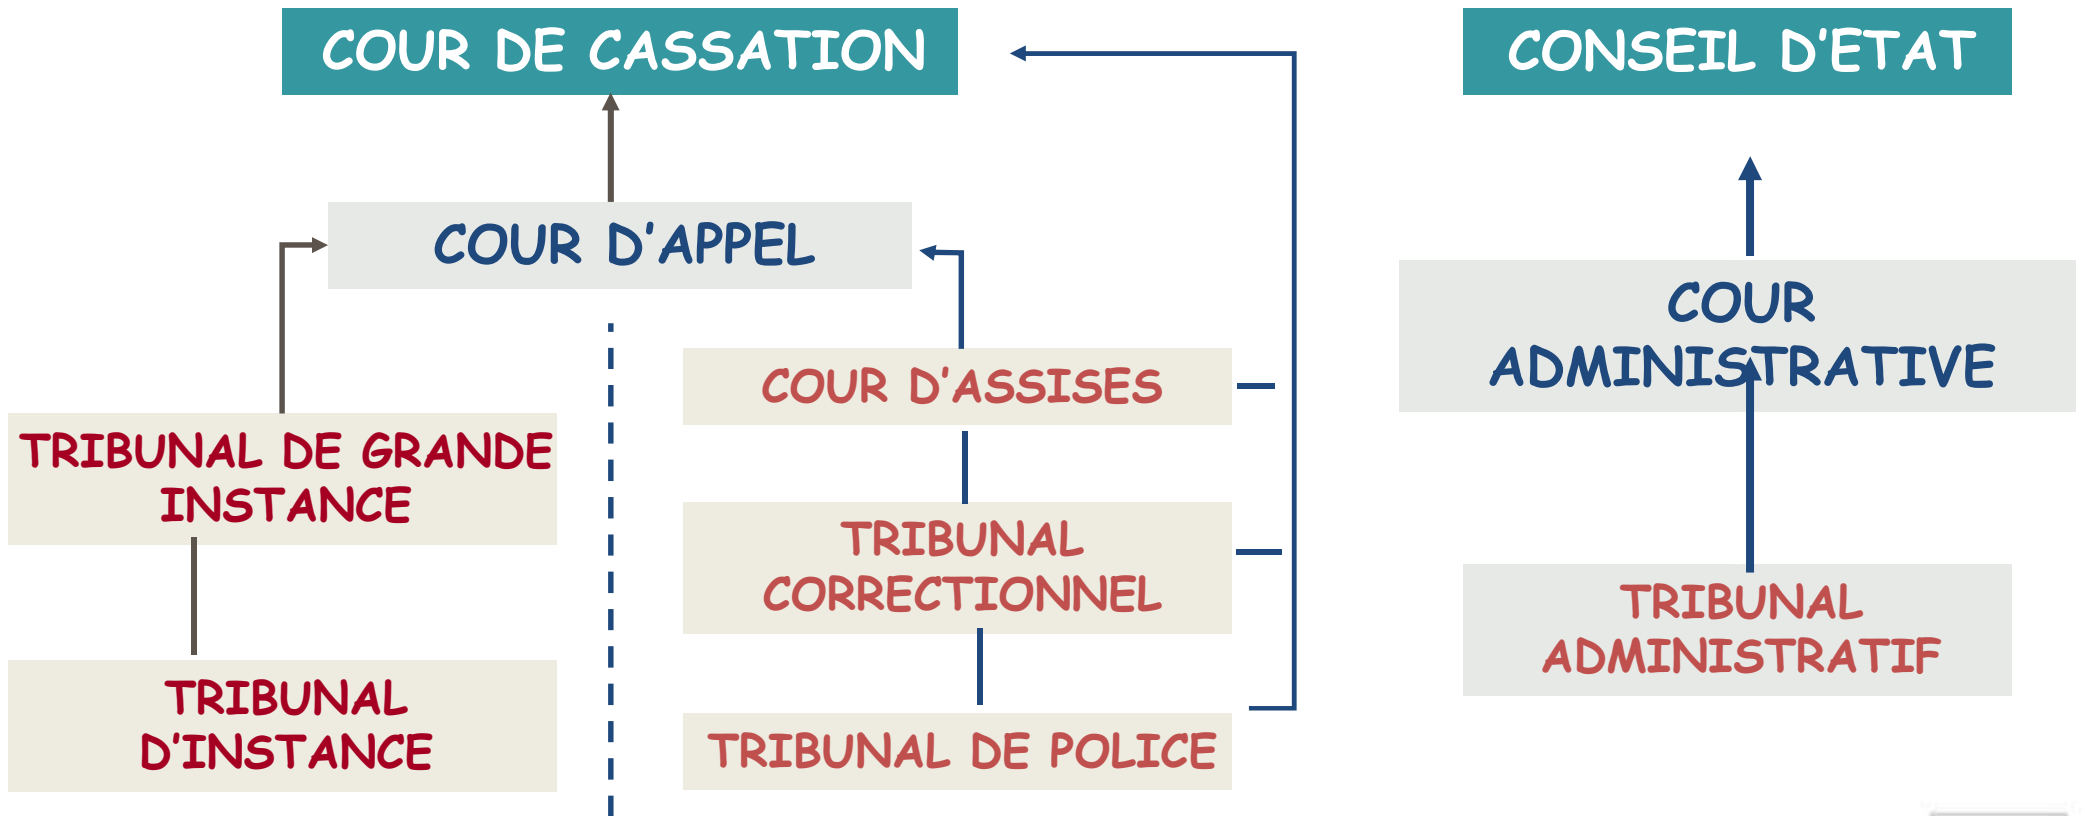 COUR DE CASSATION
CONSEIL D'ETAT
COUR D'APPEL
COUR
ADMINISTRATIVE
COUR D'ASSISES
TRIBUNAL DE GRANDE
INSTANCE
TRIBUNAL
CORRECTIONNEL
TRIBUNAL
ADMINISTRATIF
TRIBUNAL
D'INSTANCE
TRIBUNAL DE POLICE